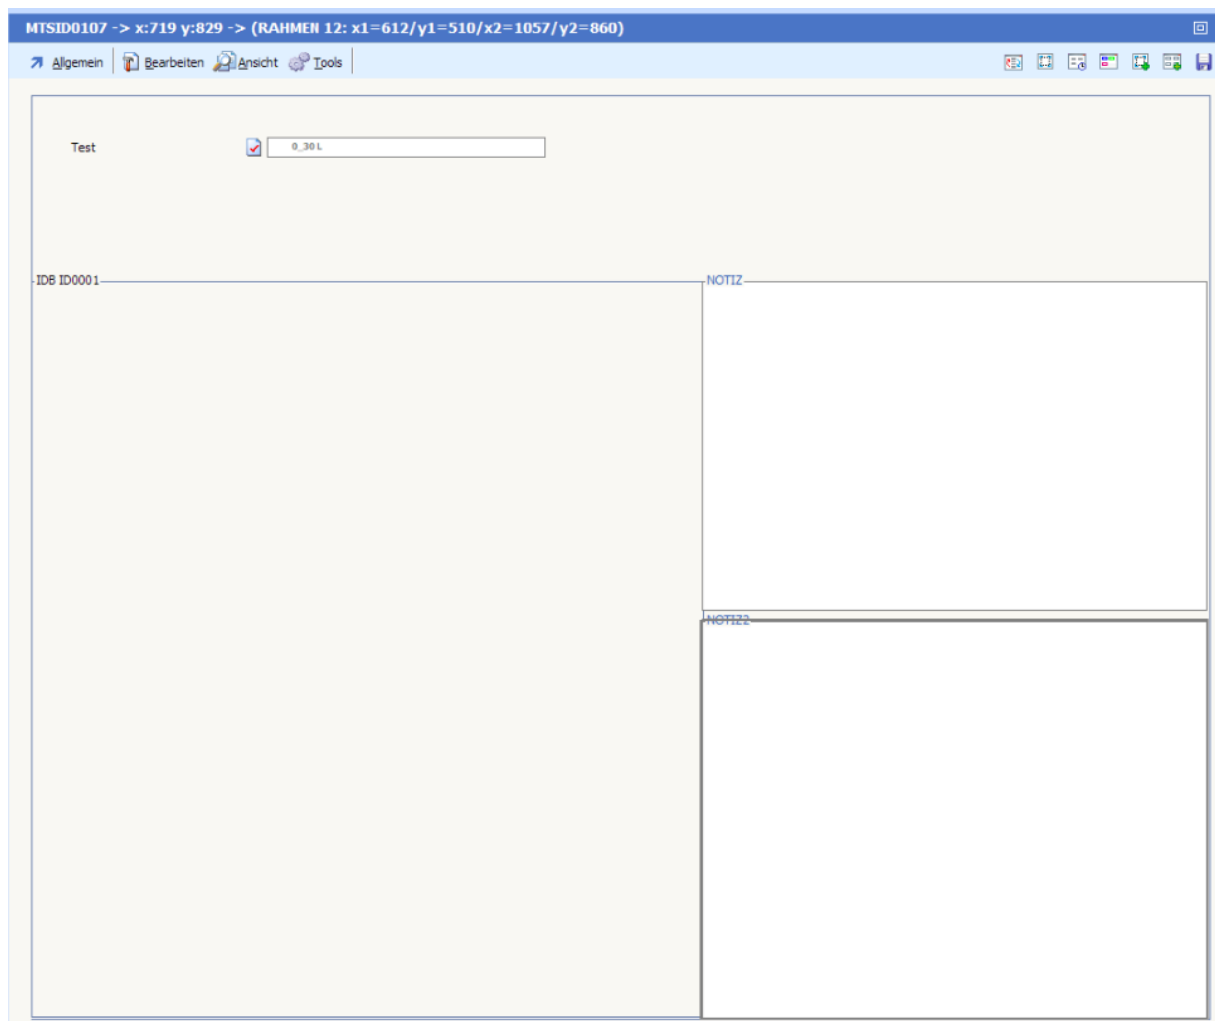 MTSID0107 -> x:719 y:829 -> (RAHMEN 12: x1=612/y1=510/x2=1057/y2=860)
Allgemein Bearbeiten Ansicht Tools
Test 0_30 L
IDB ID0001 NOTIZ
NOTIZ2